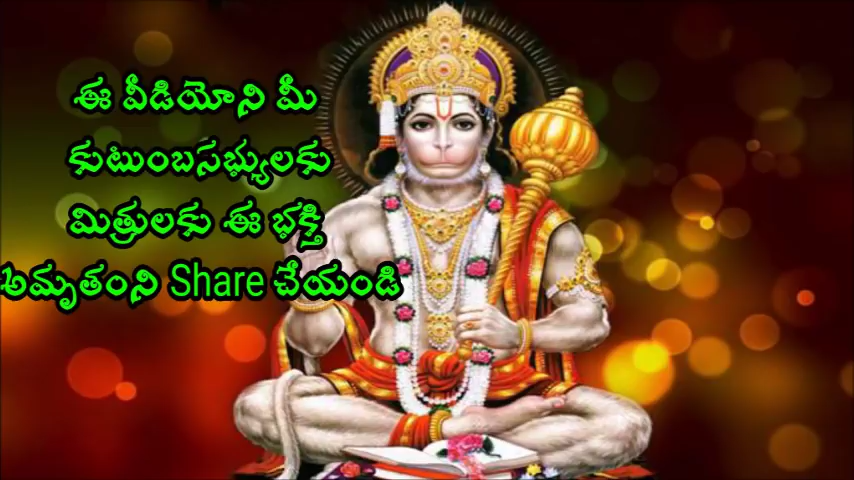 ఈ వీడియోని మీ
కుటుంబసభ్యులకు
మిత్రులకు ఈ భక్తి
అమృతంని Share చేయండి